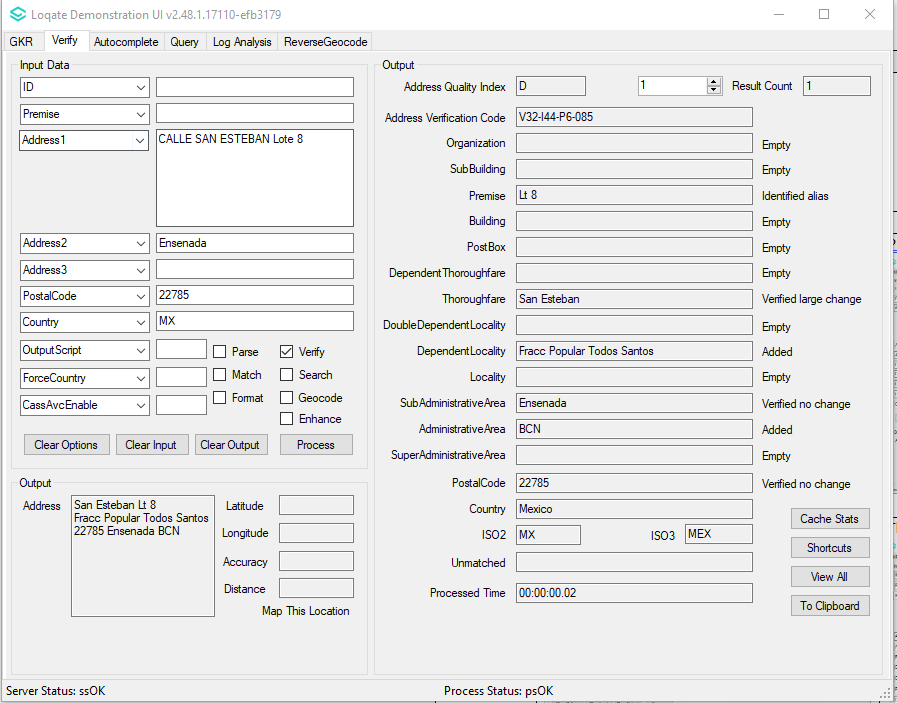 Loqate Demonstration UI v2.48.1.17110-efb3179
GKR Verify Autocomplete Query Log Analysis ReverseGeocode
Input Data
ID
Premise
Address1 CALLE SAN ESTEBAN Lote 8
Address2 Ensenada
Address3
PostalCode 22785
Country MX
OutputScript Parse Verify
ForceCountry Match Search
CassAvcEnable Format Geocode
Enhance
Clear Options Clear Input Clear Output Process
Output
Address San Esteban Lt 8
Fracc Popular Todos Santos
22785 Ensenada BCN
Latitude
Longitude
Accuracy
Distance
Map This Location
Output
Address Quality Index D 1 Result Count 1
Address Verification Code V32-I44-P6-085
Organization Empty
SubBuilding Empty
Premise Lt 8 Identified alias
Building Empty
PostBox Empty
DependentThoroughfare Empty
Thoroughfare San Esteban Verified large change
DoubleDependentLocality Empty
DependentLocality Fracc Popular Todos Santos Added
Locality Empty
SubAdministrativeArea Ensenada Verified no change
AdministrativeArea BCN Added
SuperAdministrativeArea Empty
PostalCode 22785 Verified no change
Country Mexico
ISO2 MX ISO3 MEX
Unmatched
Processed Time 00:00:00.02
Cache Stats
Shortcuts
View All
To Clipboard
Server Status: ssOK Process Status: psOK